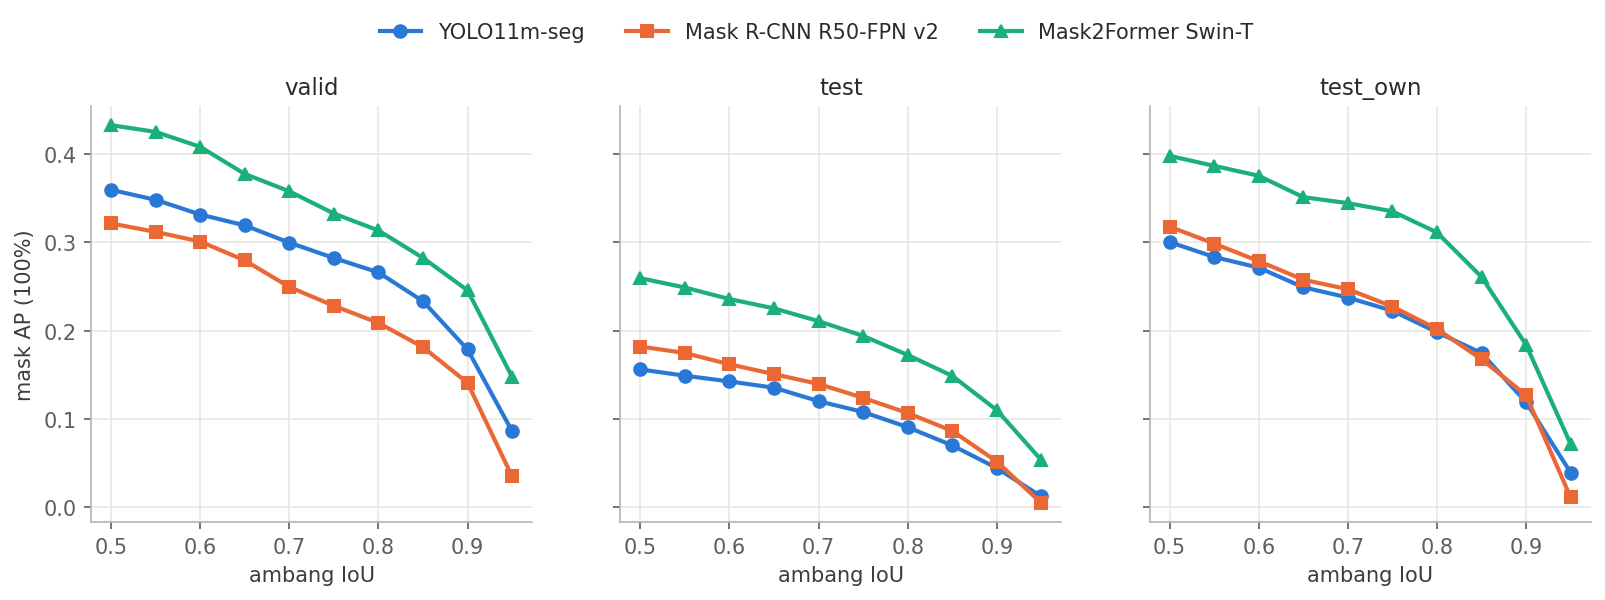 YOLO11m-seg Mask R-CNN R50-FPN v2 Mask2Former Swin-T
valid test test_own
mask AP (100%)
0.4
0.3
0.2
0.1
0.0
0.5 0.6 0.7 0.8 0.9 0.5 0.6 0.7 0.8 0.9 0.5 0.6 0.7 0.8 0.9
ambang IoU ambang IoU ambang IoU